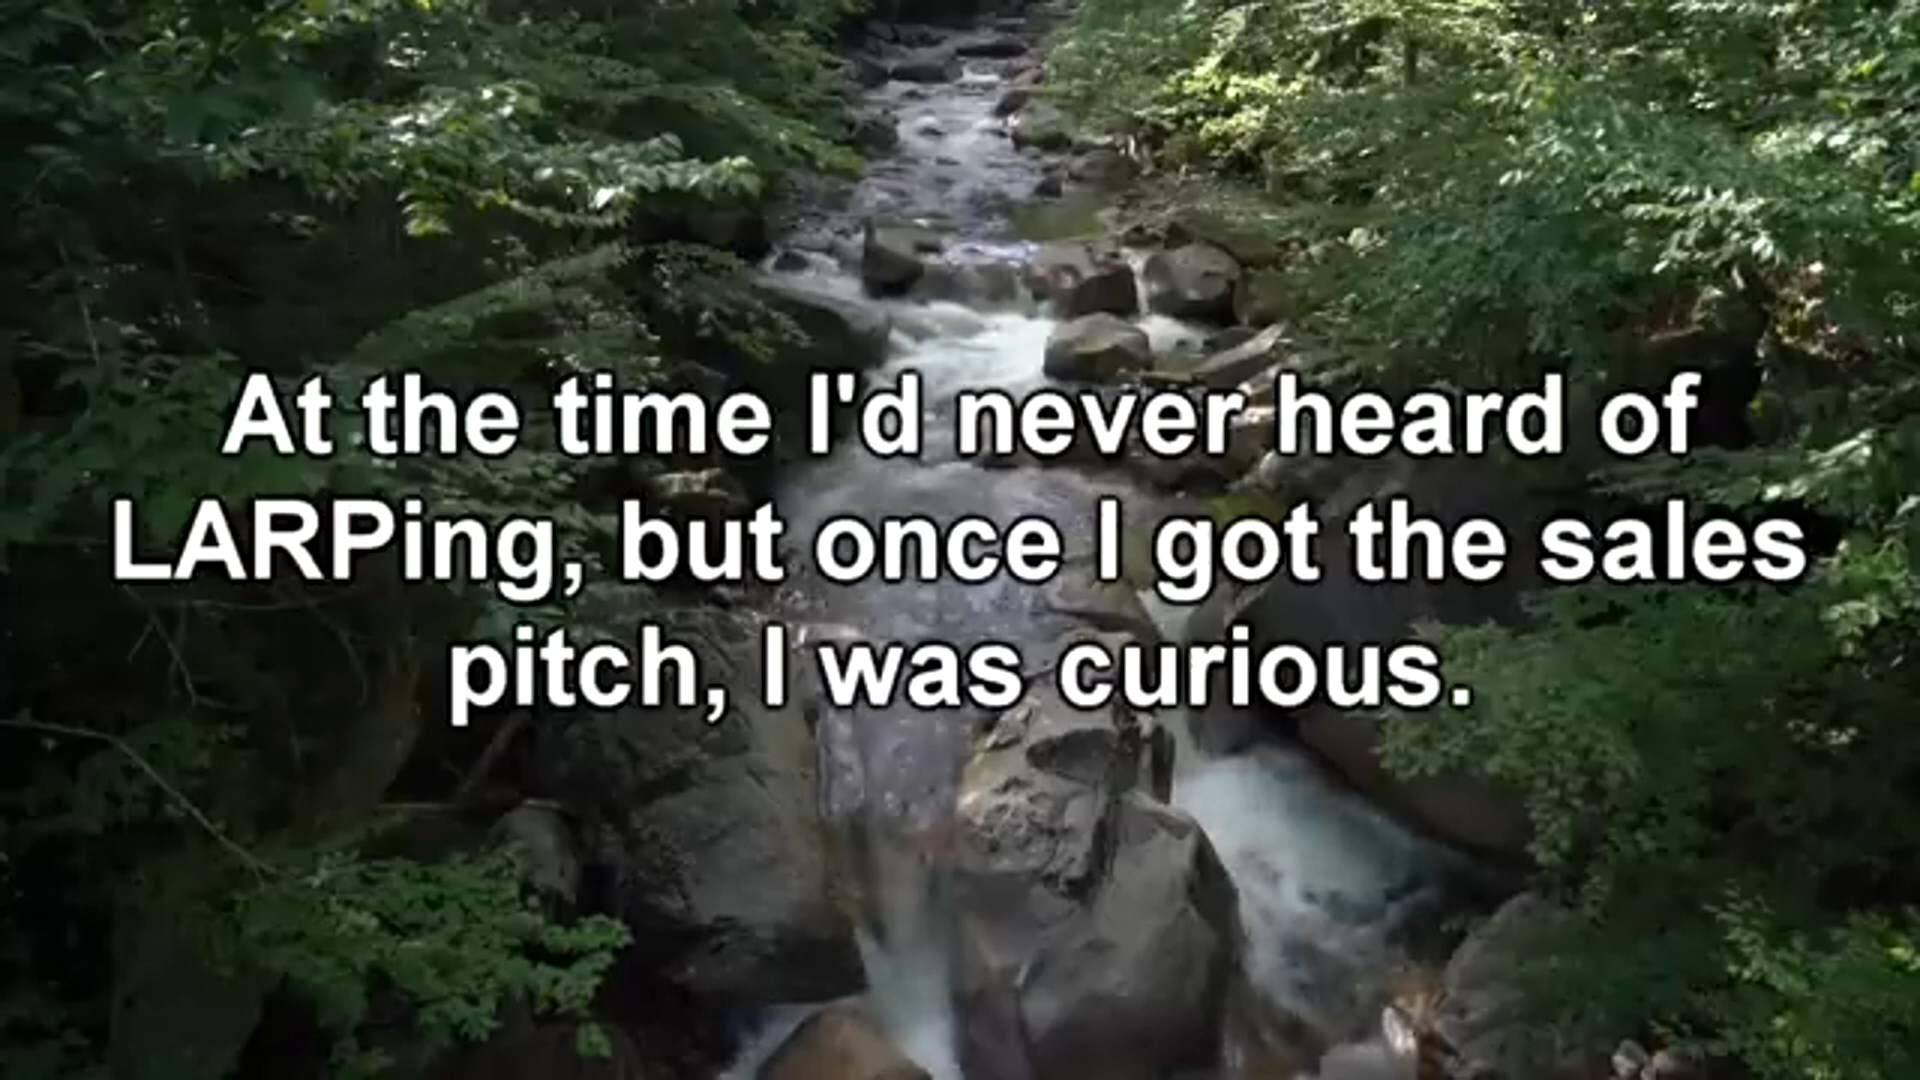 At the time I'd never heard of
LARPing, but once I got the sales
pitch, I was curious.